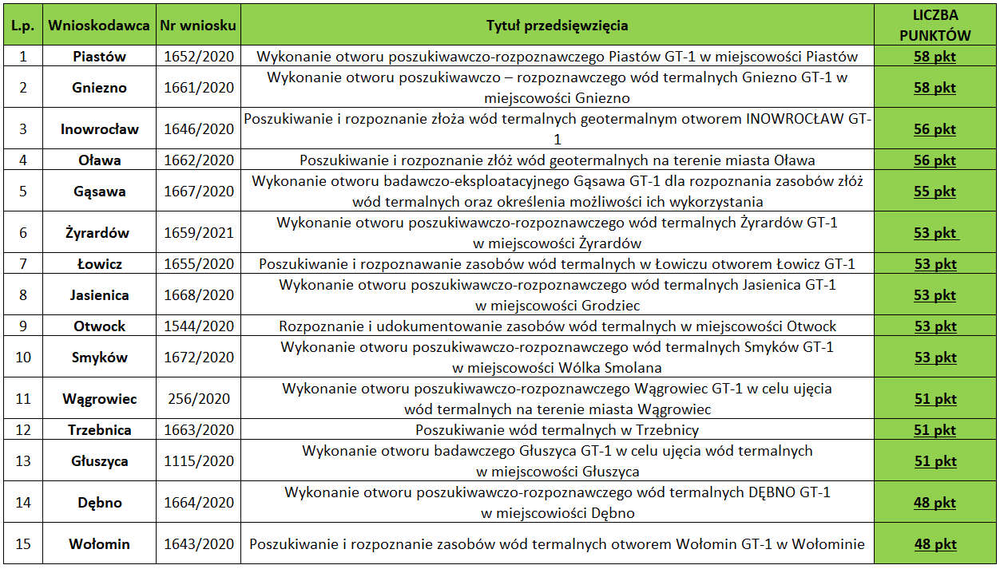 L.p. Wnioskodawca Nr wniosku Tytuł przedsięwzięcia LICZBA
PUNKTÓW
1 Piastów 1652/2020 Wykonanie otworu poszukiwawczo-rozpoznawczego Piastów GT-1 w miejscowości Piastów 58 pkt
2 Gniezno 1661/2020 Wykonanie otworu poszukiwawczo – rozpoznawczego wód termalnych Gniezno GT-1 w
miejscowości Gniezno 58 pkt
3 Inowrocław 1646/2020 Poszukiwanie i rozpoznanie złoża wód termalnych geotermalnym otworem INOWROCŁAW GT-
1 56 pkt
4 Oława 1662/2020 Poszukiwanie i rozpoznanie złóż wód geotermalnych na terenie miasta Oława 56 pkt
5 Gąsawa 1667/2020 Wykonanie otworu badawczo-eksploatacyjnego Gąsawa GT-1 dla rozpoznania zasobów złóż
wód termalnych oraz określenia możliwości ich wykorzystania 55 pkt
6 Żyrardów 1659/2021 Wykonanie otworu poszukiwawczo-rozpoznawczego wód termalnych Żyrardów GT-1
w miejscowości Żyrardów 53 pkt
7 Łowicz 1655/2020 Poszukiwanie i rozpoznawanie zasobów wód termalnych w Łowiczu otworem Łowicz GT-1 53 pkt
8 Jasienica 1668/2020 Wykonanie otworu poszukiwawczo-rozpoznawczego wód termalnych Jasienica GT-1
w miejscowości Grodziec 53 pkt
9 Otwock 1544/2020 Rozpoznanie i udokumentowanie zasobów wód termalnych w miejscowości Otwock 53 pkt
10 Smyków 1672/2020 Wykonanie otworu poszukiwawczo-rozpoznawczego wód termalnych Smyków GT-1
w miejscowości Wólka Smolana 53 pkt
11 Wągrowiec 256/2020 Wykonanie otworu poszukiwawczo-rozpoznawczego Wągrowiec GT-1 w celu ujęcia
wód termalnych na terenie miasta Wągrowiec 51 pkt
12 Trzebnica 1663/2020 Poszukiwanie wód termalnych w Trzebnicy 51 pkt
13 Głuszyca 1115/2020 Wykonanie otworu badawczego Głuszyca GT-1 w celu ujęcia wód termalnych
w miejscowości Głuszyca 51 pkt
14 Dębno 1664/2020 Wykonanie otworu poszukiwawczo-rozpoznawczego wód termalnych DĘBNO GT-1
w miejscowiości Dębno 48 pkt
15 Wołomin 1643/2020 Poszukiwanie i rozpoznanie zasobów wód termalnych otworem Wołomin GT-1 w Wołominie 48 pkt